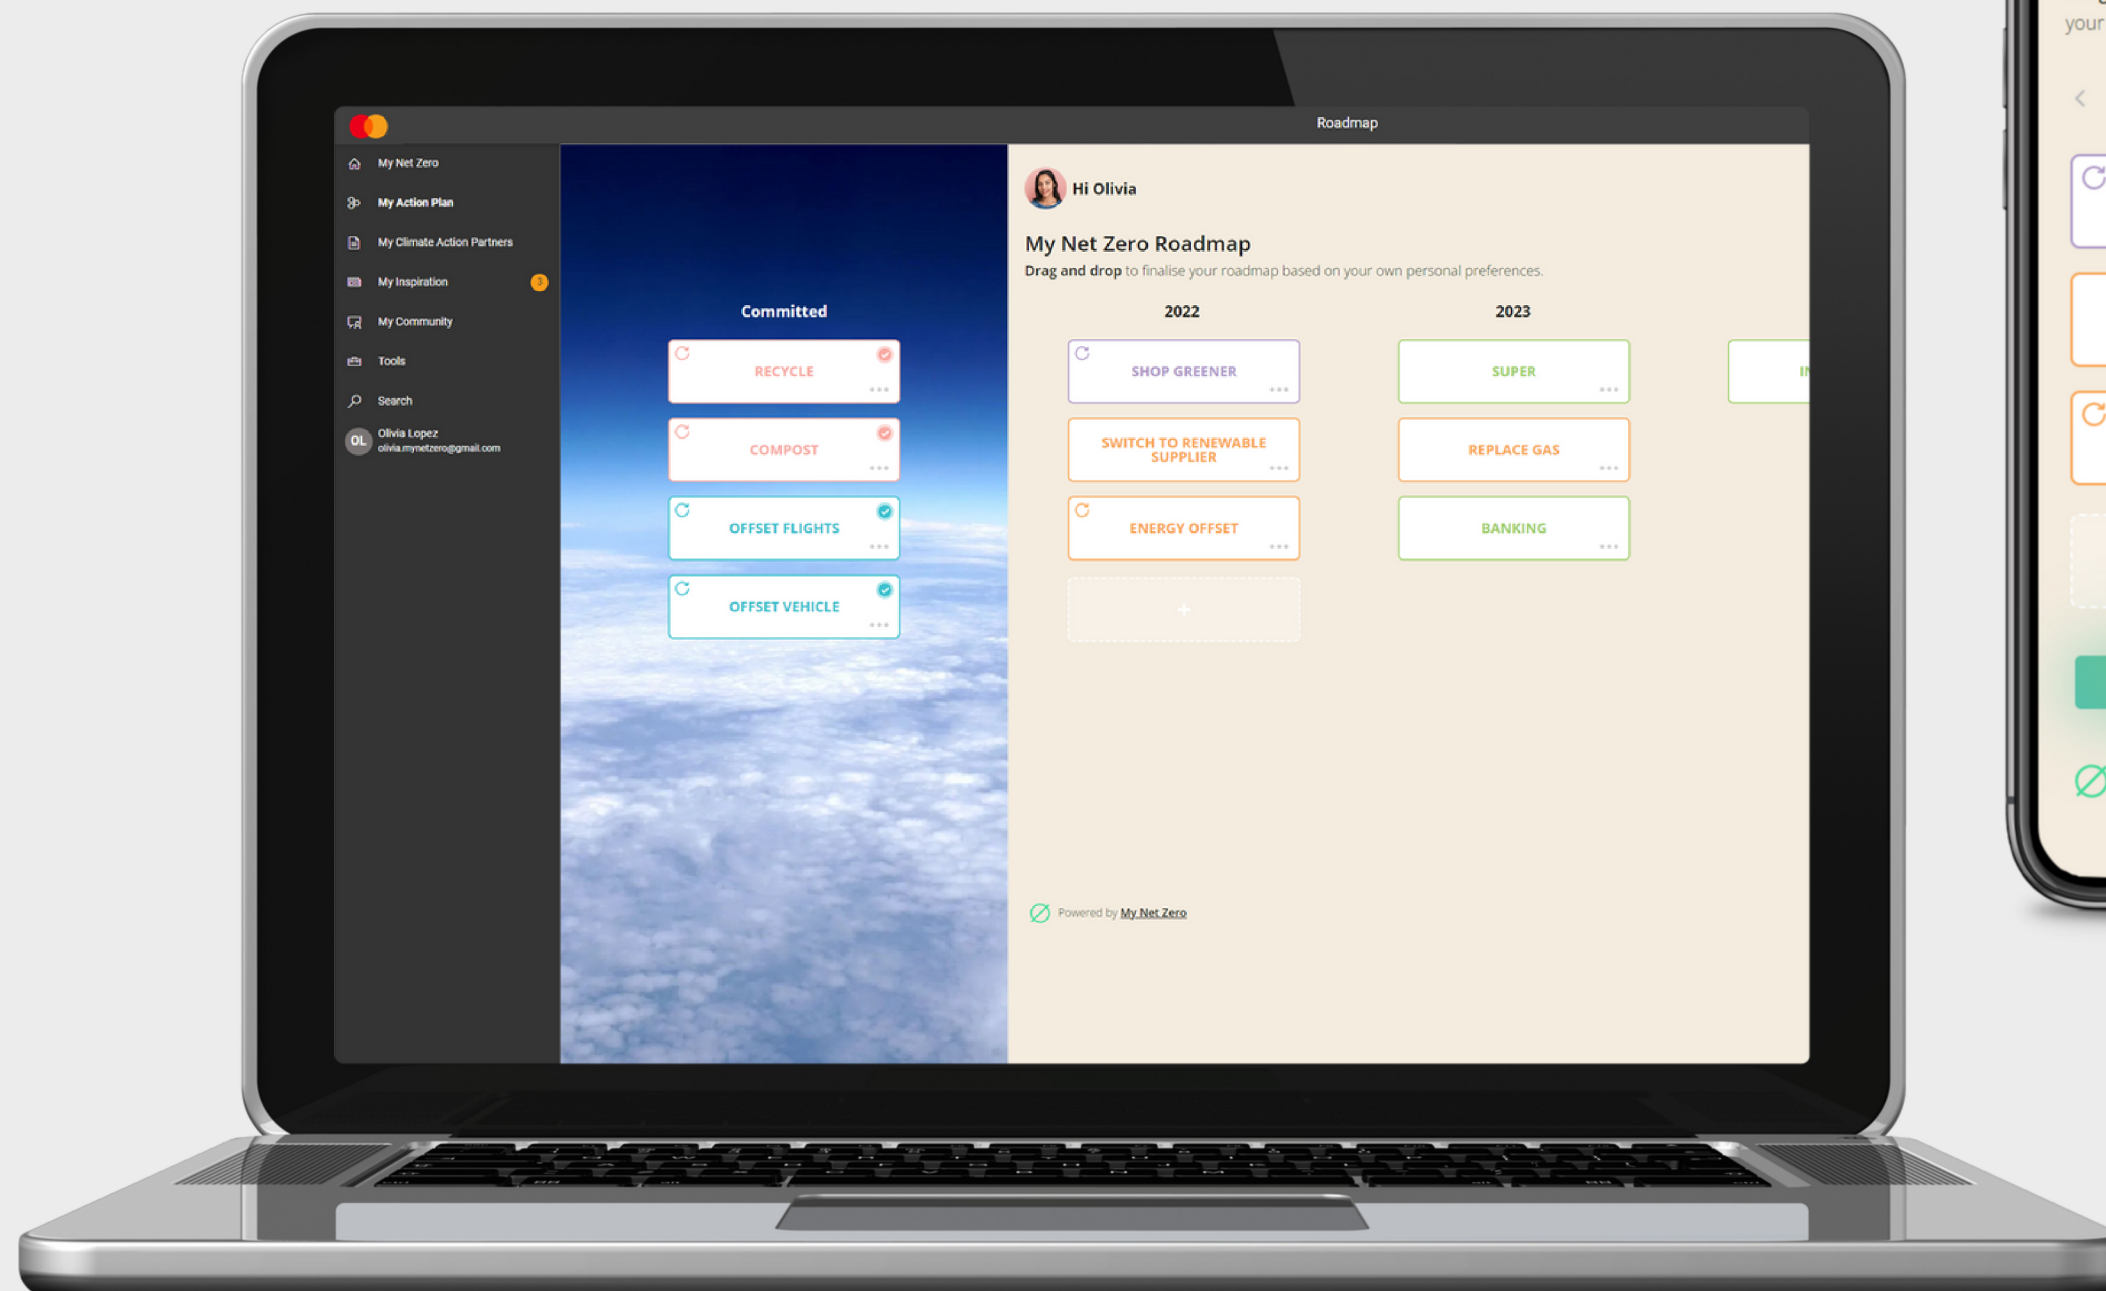 Roadmap
My Net Zero
My Action Plan
My Climate Action Partners
My Inspiration
3
My Community
Tools
Search
OL
Olivia Lopez
olivia.mynetzero@gmail.com
Committed
RECYCLE
COMPOST
OFFSET FLIGHTS
OFFSET VEHICLE
Hi Olivia
My Net Zero Roadmap
Drag and drop to finalise your roadmap based on your own personal preferences.
2022
SHOP GREENER
SWITCH TO RENEWABLE
SUPPLIER
ENERGY OFFSET
+
2023
SUPER
REPLACE GAS
BANKING
Powered by My Net Zero
your